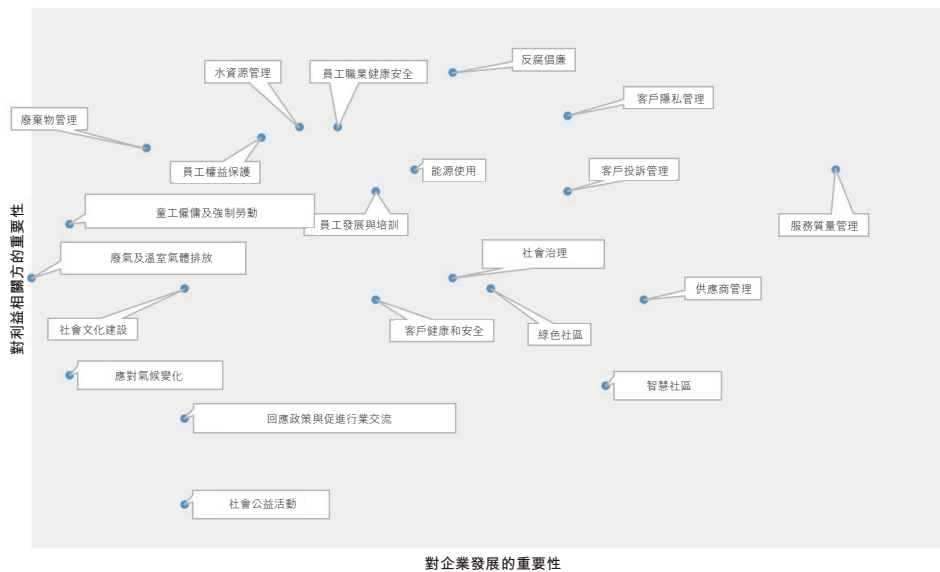 反腐倡廉
水資源管理
員工職業健康安全
客戶隱私管理
廢棄物管理
員工權益保護
能源使用
客戶投訴管理
童工僱傭及強制勞動
員工發展與培訓
服務質量管理
廢氣及溫室氣體排放
社會治理
供應商管理
社會文化建設
客戶健康和安全
綠色社區
應對氣候變化
智慧社區
回應政策與促進行業交流
社會公益活動
對利益相關方的重要性
對企業發展的重要性